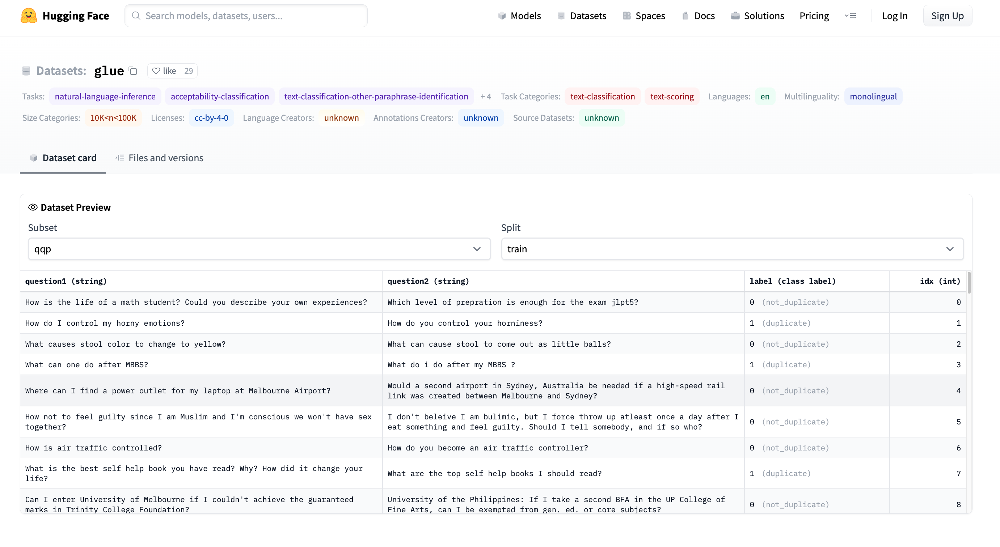 Hugging Face
Search models, datasets, users...
Models
Datasets
Spaces
Docs
Solutions
Pricing
Log In
Sign Up
Datasets: glue
like 29
Tasks: natural-language-inference acceptability-classification text-classification-other-paraphrase-identification + 4 Task Categories: text-classification text-scoring Languages: en Multilinguality: monolingual
Size Categories: 10K<n<100K Licenses: cc-by-4-0 Language Creators: unknown Annotations Creators: unknown Source Datasets: unknown
Dataset card
Files and versions
Dataset Preview
Subset
qqp
Split
train
question1 (string) question2 (string) label (class label) idx (int)
How is the life of a math student? Could you describe your own experiences?
Which level of prepration is enough for the exam jlpt5?
0 (not_duplicate)
0
How do I control my horny emotions?
How do you control your horniness?
1 (duplicate)
1
What causes stool color to change to yellow?
What can cause stool to come out as little balls?
0 (not_duplicate)
2
What can one do after MBBS?
What do i do after my MBBS ?
1 (duplicate)
3
Where can I find a power outlet for my laptop at Melbourne Airport?
Would a second airport in Sydney, Australia be needed if a high-speed rail
link was created between Melbourne and Sydney?
0 (not_duplicate)
4
How not to feel guilty since I am Muslim and I'm conscious we won't have sex
together?
I don't beleive I am bulimic, but I force throw up atleast once a day after I
eat something and feel guilty. Should I tell somebody, and if so who?
0 (not_duplicate)
5
How is air traffic controlled?
How do you become an air traffic controller?
0 (not_duplicate)
6
What is the best self help book you have read? Why? How did it change your
life?
What are the top self help books I should read?
1 (duplicate)
7
Can I enter University of Melbourne if I couldn't achieve the guaranteed
marks in Trinity College Foundation?
University of the Philippines: If I take a second BFA in the UP College of
Fine Arts, can I be exempted from gen. ed. or core subjects?
0 (not_duplicate)
8